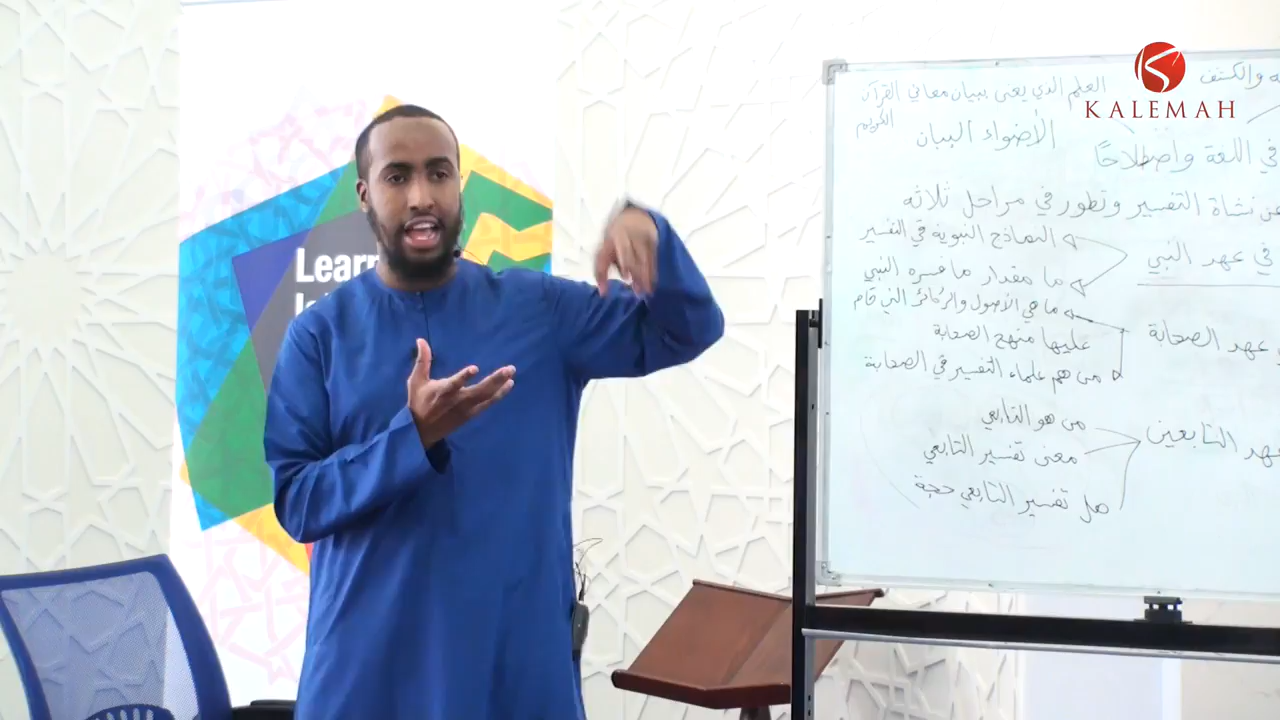 KALEMAH
Learn
ه والكشف
العلم الذي يعنى ببيان معاني القرآن
الكريم
الأضواء البيان
في اللغة واصطلاحًا
نشاة التفسير وتطور في مراحل ثلاثه
النماذج النبوية في التفسير
في عهد النبي
ما مقدار ما فسره النبي
ما هي الأصول والركائز التي قام
عليها منهج الصحابة
عهد الصحابة
من هم علماء التفسير في الصحابة
من هو التابعي
عهد التابعين
معنى تفسير التابعي
هل تفسير التابعي حجة